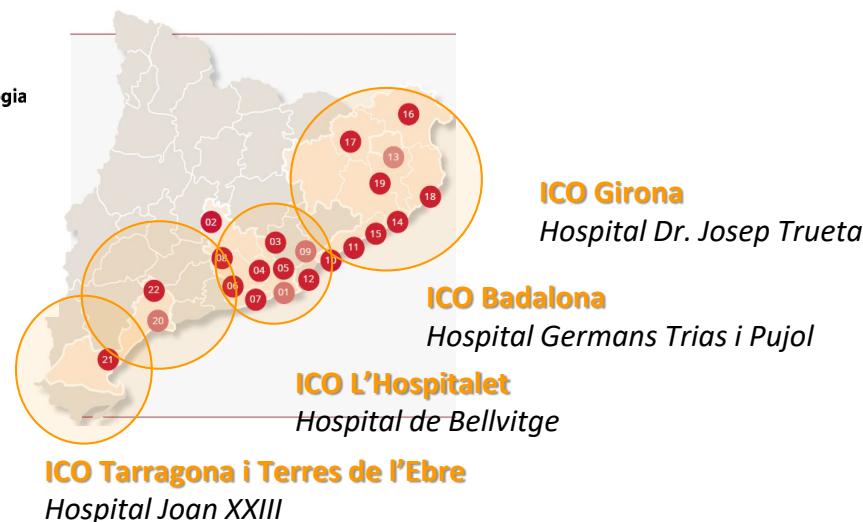 gia
16
17
13
19
18
02
14
15
03
11
09
08
10
04
05
12
06
01
07
22
20
21
ICO Girona
Hospital Dr. Josep Trueta
ICO Badalona
Hospital Germans Trias i Pujol
ICO L'Hospitalet
Hospital de Bellvitge
ICO Tarragona i Terres de l'Ebre
Hospital Joan XXIII